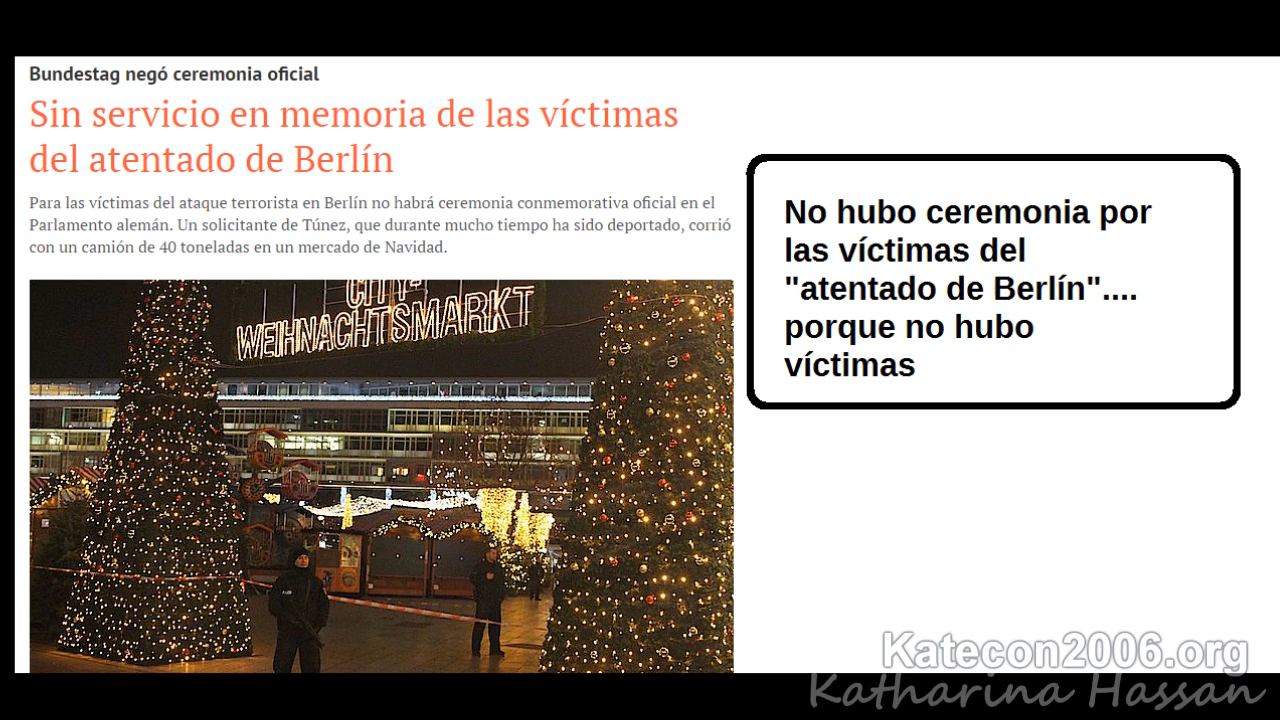 Bundestag negó ceremonia oficial
Sin servicio en memoria de las víctimas
del atentado de Berlín
Para las víctimas del ataque terrorista en Berlín no habrá ceremonia conmemorativa oficial en el
Parlamento alemán. Un solicitante de Túnez, que durante mucho tiempo ha sido deportado, corrió
con un camión de 40 toneladas en un mercado de Navidad.
CITY-
WEIHNACHTSMARKT
No hubo ceremonia por
las víctimas del
"atentado de Berlín"....
porque no hubo
víctimas
Katecon2006.org
Katharina Hassan